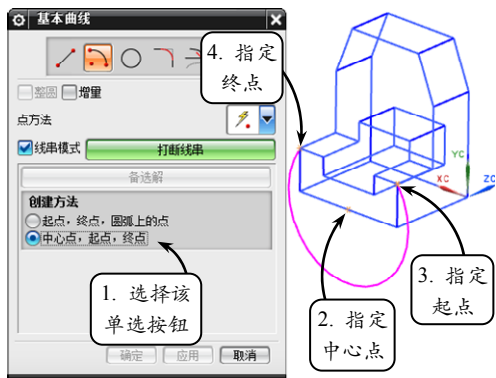 基本曲线
整圆 增量
点方法
线串模式 打断线串
备选解
创建方法
起点，终点，圆弧上的点
中心点，起点，终点
确定 应用 取消
1. 选择该
单选按钮
2. 指定
中心点
3. 指定
起点
4. 指定
终点
YC
XC
ZC